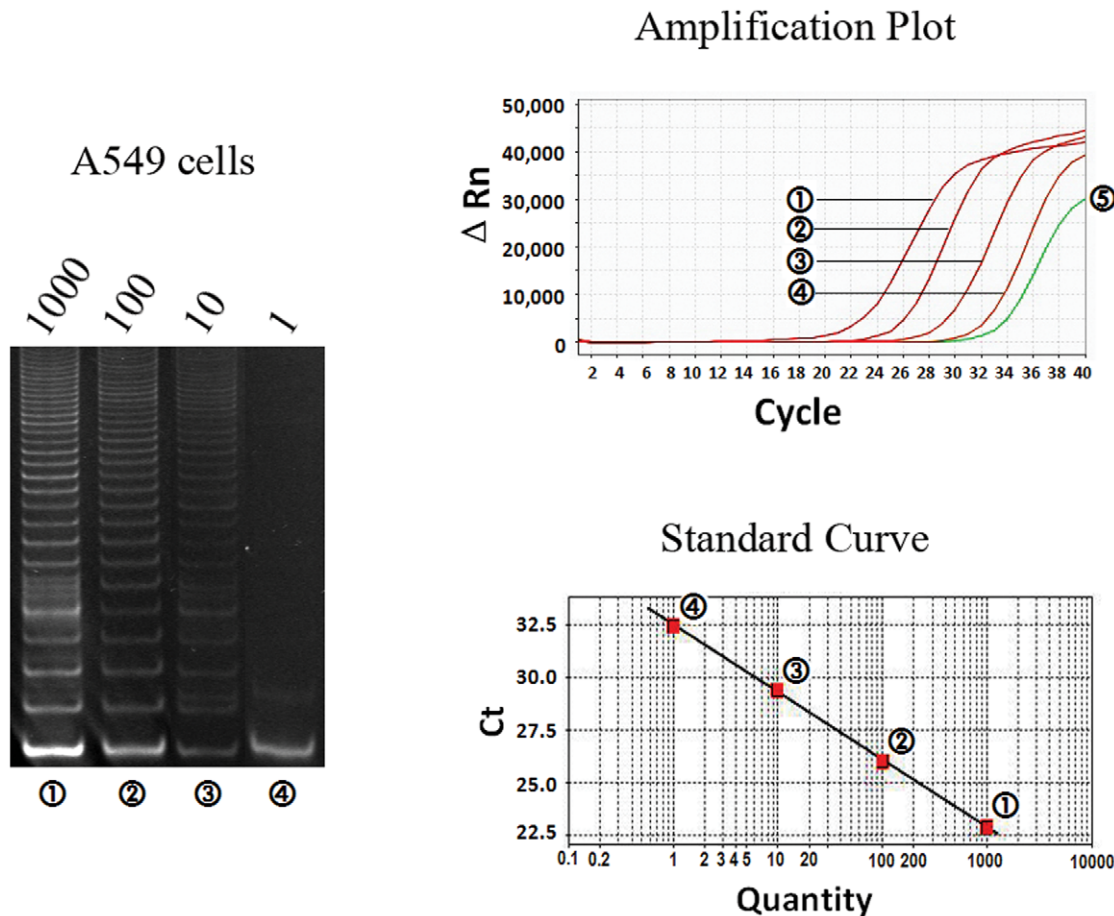 A549 cells
1000 100 10 1
① ② ③ ④
Amplification Plot
Δ Rn
50,000
40,000
30,000
20,000
10,000
0
①
②
③
④
⑤
2 4 6 8 10 12 14 16 18 20 22 24 26 28 30 32 34 36 38 40
Cycle
Standard Curve
Ct
32.5
30.0
27.5
25.0
22.5
④
③
②
①
0.1 0.2 1 2 3 4 5 10 20 100 200 1000 10000
Quantity